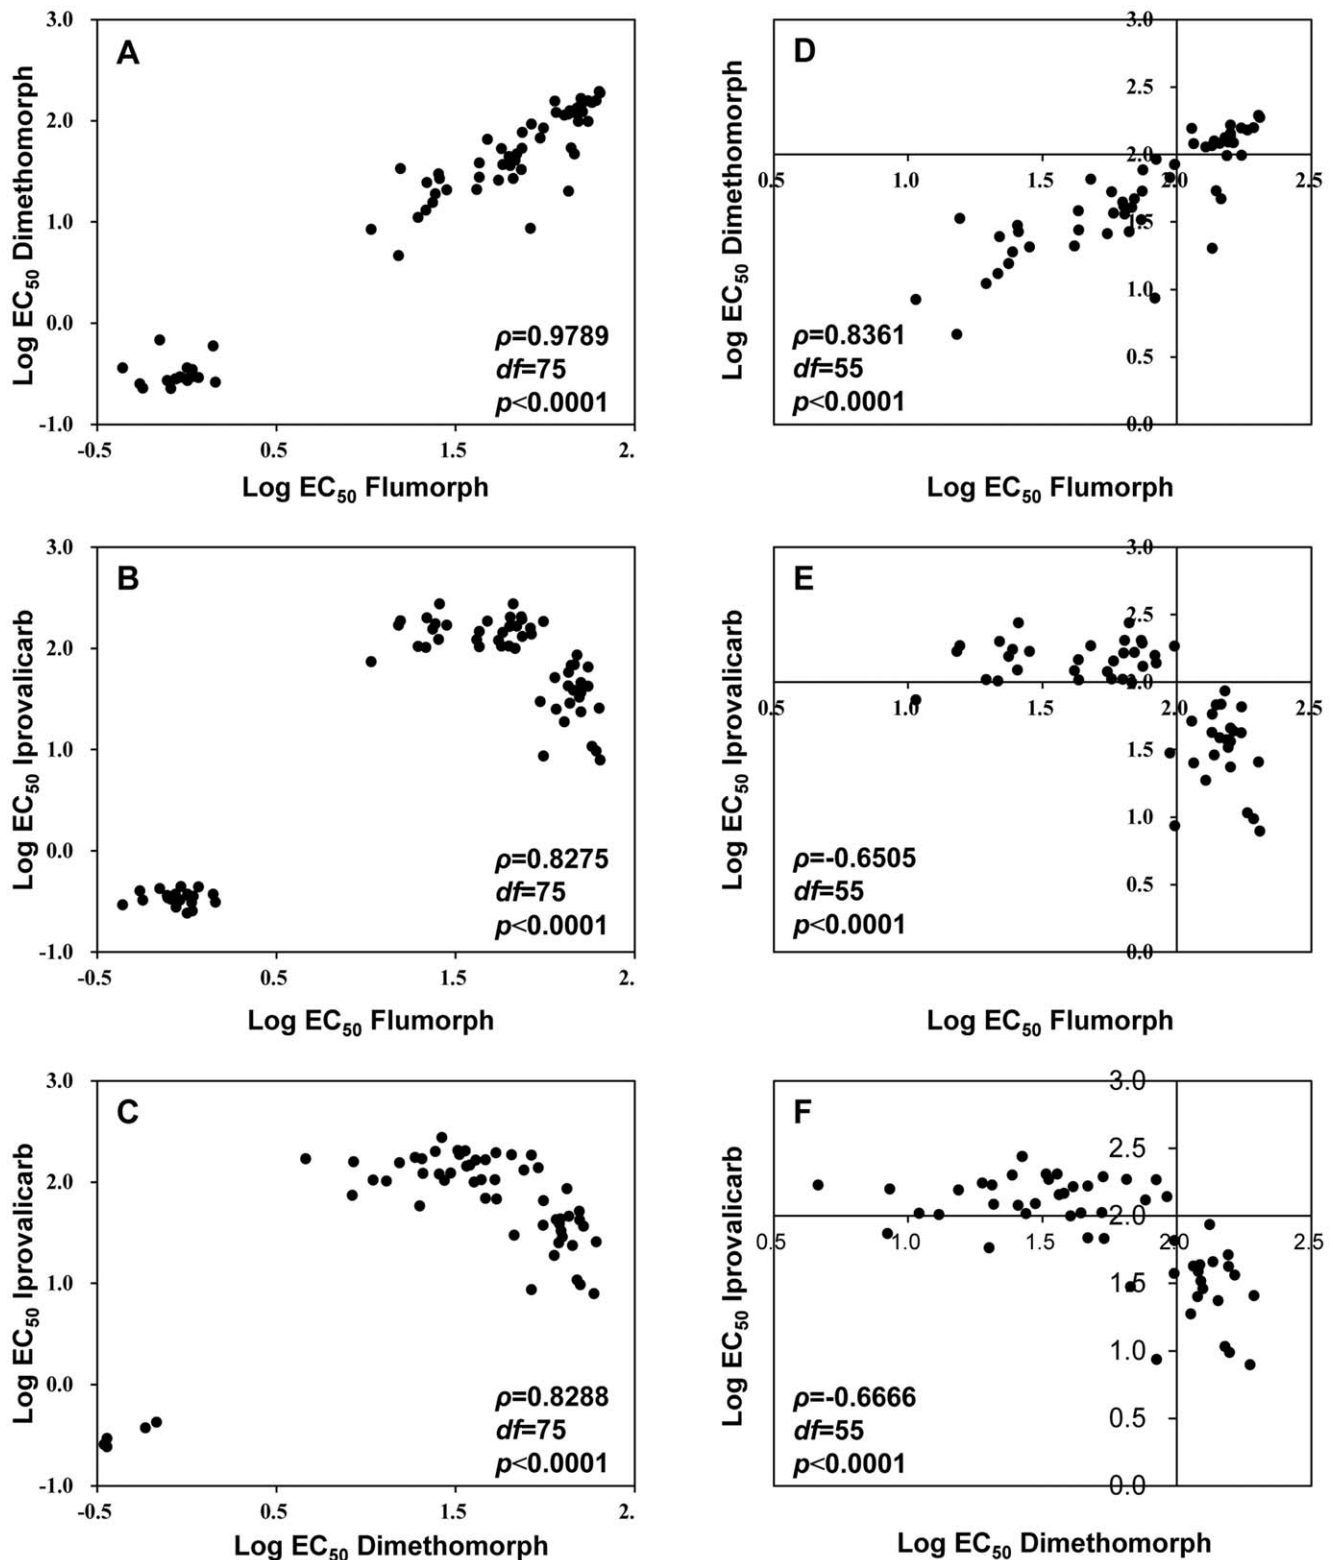 A
3.0
2.0
1.0
0.0
-1.0
-0.5
0.5
1.5
2.
Log EC50 Dimethomorph
Log EC50 Flumorph
ρ=0.9789
df=75
p<0.0001
D
3.0
2.5
2.0
1.5
1.0
0.5
0.0
0.5
1.0
1.5
2.0
2.5
Log EC50 Dimethomorph
Log EC50 Flumorph
ρ=0.8361
df=55
p<0.0001
B
3.0
2.0
1.0
0.0
-1.0
-0.5
0.5
1.5
2.
Log EC50 Iprovalicarb
Log EC50 Flumorph
ρ=0.8275
df=75
p<0.0001
E
3.0
2.5
2.0
1.5
1.0
0.5
0.0
0.5
1.0
1.5
2.0
2.5
Log EC50 Iprovalicarb
Log EC50 Flumorph
ρ=-0.6505
df=55
p<0.0001
C
3.0
2.0
1.0
0.0
-1.0
-0.5
0.5
1.5
2.
Log EC50 Iprovalicarb
Log EC50 Dimethomorph
ρ=0.8288
df=75
p<0.0001
F
3.0
2.5
2.0
1.5
1.0
0.5
0.0
0.5
1.0
1.5
2.0
2.5
Log EC50 Iprovalicarb
Log EC50 Dimethomorph
ρ=-0.6666
df=55
p<0.0001